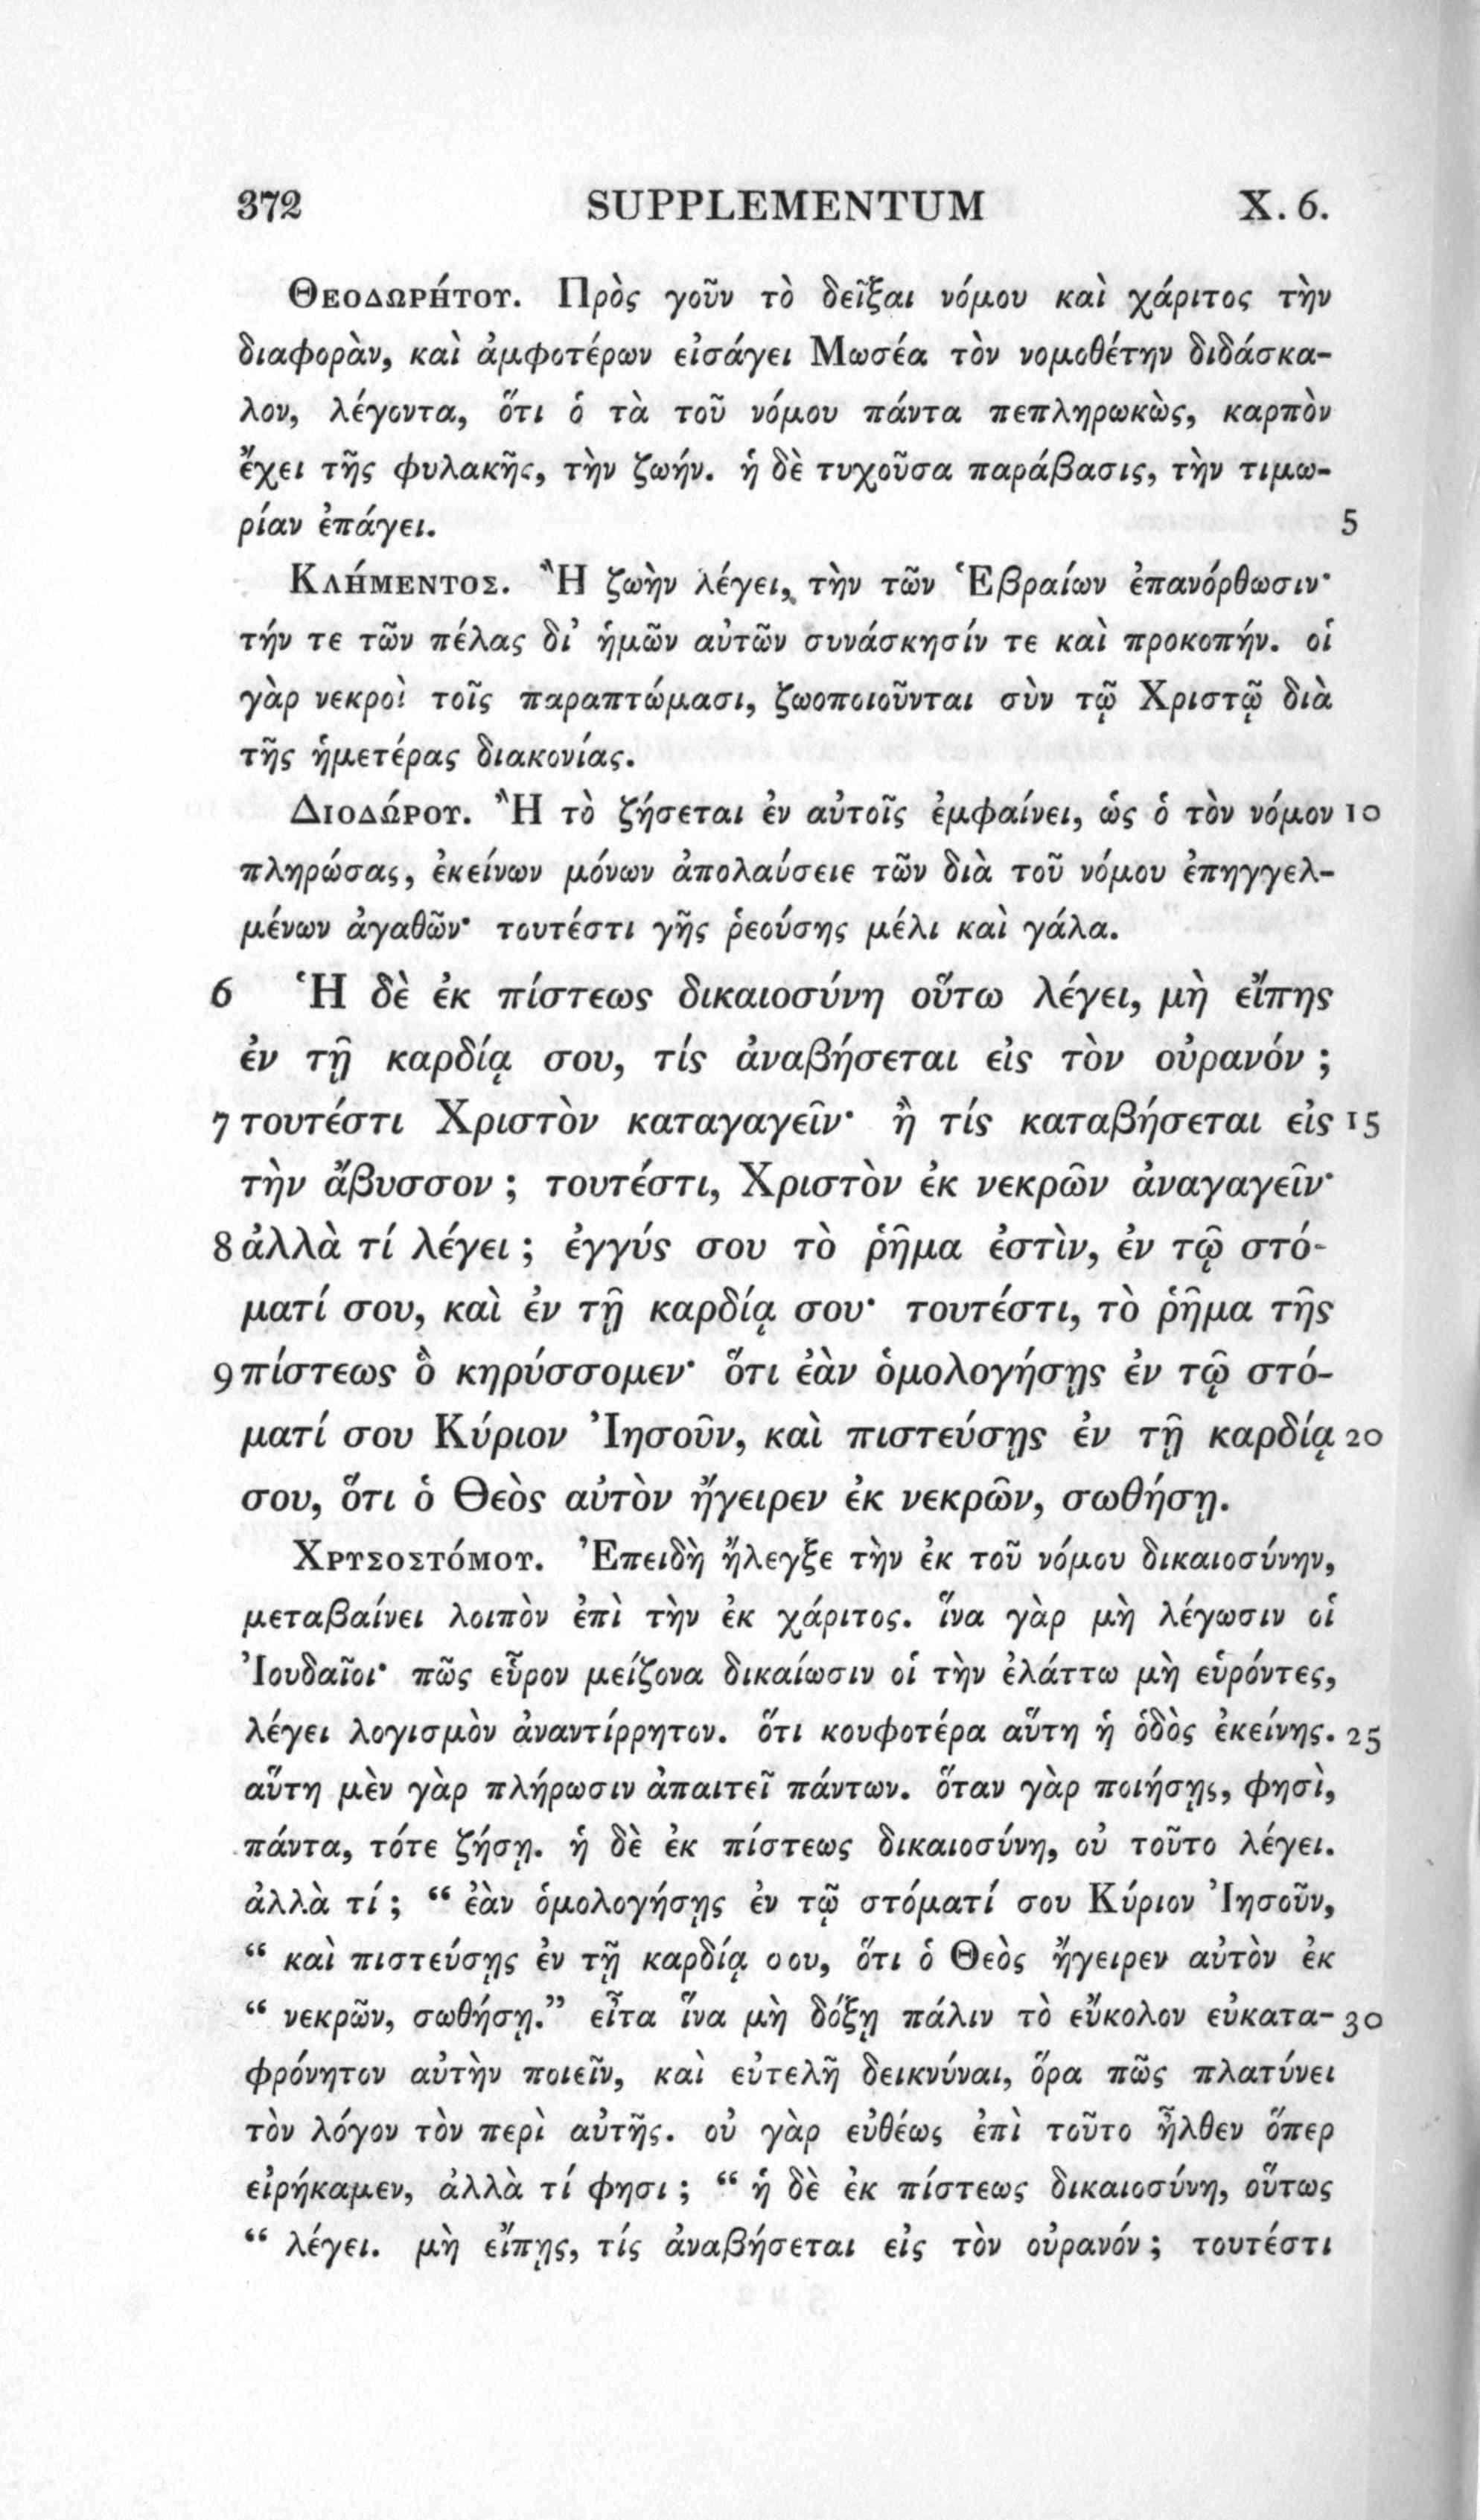 372 SUPPLEMENTUM X. 6.
Θεοδωρήτου. Πρὸς γοῦν τὸ δεῖξαι νόμου καὶ χάριτος τὴν
διαφορὰν, καὶ ἀμφοτέρων εἰσάγει Μωσέα τὸν νομοθέτην διδάσκα-
λον, λέγοντα, ὅτι ὁ τὰ τοῦ νόμου πάντα πεπληρωκὼς, καρπὸν
ἔχει τῆς φυλακῆς, τὴν ζωήν. ἡ δὲ τυχοῦσα παράβασις, τὴν τιμω-
ρίαν ἐπάγει. 5
Κλήμεντος. Ἢ ζωὴν λέγει, τὴν τῶν Ἑβραίων ἐπανόρθωσιν·
τήν τε τῶν πέλας δι’ ἡμῶν αὐτῶν συνάσκησίν τε καὶ προκοπήν. οἱ
γὰρ νεκροὶ τοῖς παραπτώμασι, ζωοποιοῦνται σὺν τῷ Χριστῷ διὰ
τῆς ἡμετέρας διακονίας.
Διοδώρου. Ἢ τὸ ζήσεται ἐν αὐτοῖς ἐμφαίνει, ὡς ὁ τὸν νόμον 10
πληρώσας, ἐκείνων μόνων ἀπολαύσειε τῶν διὰ τοῦ νόμου ἐπηγγελ-
μένων ἀγαθῶν· τουτέστι γῆς ῥεούσης μέλι καὶ γάλα.
6 Ἡ δὲ ἐκ πίστεως δικαιοσύνη οὕτω λέγει, μὴ εἴπης
ἐν τῇ καρδίᾳ σου, τίς ἀναβήσεται εἰς τὸν οὐρανόν ;
7 τουτέστι Χριστὸν καταγαγεῖν· ἢ τίς καταβήσεται εἰς 15
τὴν ἄβυσσον ; τουτέστι, Χριστὸν ἐκ νεκρῶν ἀναγαγεῖν·
8 ἀλλὰ τί λέγει ; ἐγγύς σου τὸ ῥῆμα ἐστὶν, ἐν τῷ στό-
ματί σου, καὶ ἐν τῇ καρδίᾳ σου· τουτέστι, τὸ ῥῆμα τῆς
9 πίστεως ὃ κηρύσσομεν· ὅτι ἐὰν ὁμολογήσῃς ἐν τῷ στό-
ματί σου Κύριον Ἰησοῦν, καὶ πιστεύσῃς ἐν τῇ καρδίᾳ 20
σου, ὅτι ὁ Θεὸς αὐτὸν ἤγειρεν ἐκ νεκρῶν, σωθήσῃ.
Χρυσοστόμου. Ἐπειδὴ ἤλεγξε τὴν ἐκ τοῦ νόμου δικαιοσύνην,
μεταβαίνει λοιπὸν ἐπὶ τὴν ἐκ χάριτος. ἵνα γὰρ μὴ λέγωσιν οἱ
Ἰουδαῖοι· πῶς εὗρον μείζονα δικαίωσιν οἱ τὴν ἐλάττω μὴ εὑρόντες,
λέγει λογισμὸν ἀναντίρρητον. ὅτι κουφοτέρα αὕτη ἡ ὁδὸς ἐκείνης. 25
αὕτη μὲν γὰρ πλήρωσιν ἀπαιτεῖ πάντων. ὅταν γὰρ ποιήσῃς, φησὶ,
πάντα, τότε ζήσῃ. ἡ δὲ ἐκ πίστεως δικαιοσύνη, οὐ τοῦτο λέγει.
ἀλλὰ τί ; “ ἐὰν ὁμολογήσῃς ἐν τῷ στόματί σου Κύριον Ἰησοῦν,
“ καὶ πιστεύσῃς ἐν τῇ καρδίᾳ σου, ὅτι ὁ Θεὸς ἤγειρεν αὐτὸν ἐκ
“ νεκρῶν, σωθήσῃ.” εἶτα ἵνα μὴ δόξῃ πάλιν τὸ εὔκολον εὐκατα- 30
φρόνητον αὐτὴν ποιεῖν, καὶ εὐτελῆ δεικνύναι, ὅρα πῶς πλατύνει
τὸν λόγον τὸν περὶ αὐτῆς. οὐ γὰρ εὐθέως ἐπὶ τοῦτο ἦλθεν ὅπερ
εἰρήκαμεν, ἀλλὰ τί φησι ; “ ἡ δὲ ἐκ πίστεως δικαιοσύνη, οὕτως
“ λέγει. μὴ εἴπῃς, τίς ἀναβήσεται εἰς τὸν οὐρανόν ; τουτέστι